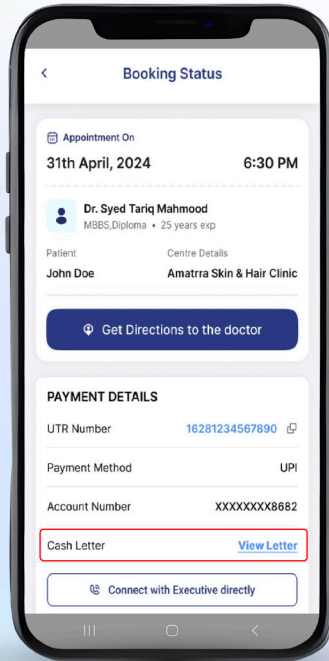 Booking Status
Appointment On
31th April, 2024 6:30 PM
Dr. Syed Tariq Mahmood
MBBS,Diploma • 25 years exp
Patient Centre Details
John Doe Amatrra Skin & Hair Clinic
Get Directions to the doctor
PAYMENT DETAILS
UTR Number 16281234567890
Payment Method UPI
Account Number XXXXXXXX8682
Cash Letter View Letter
Connect with Executive directly